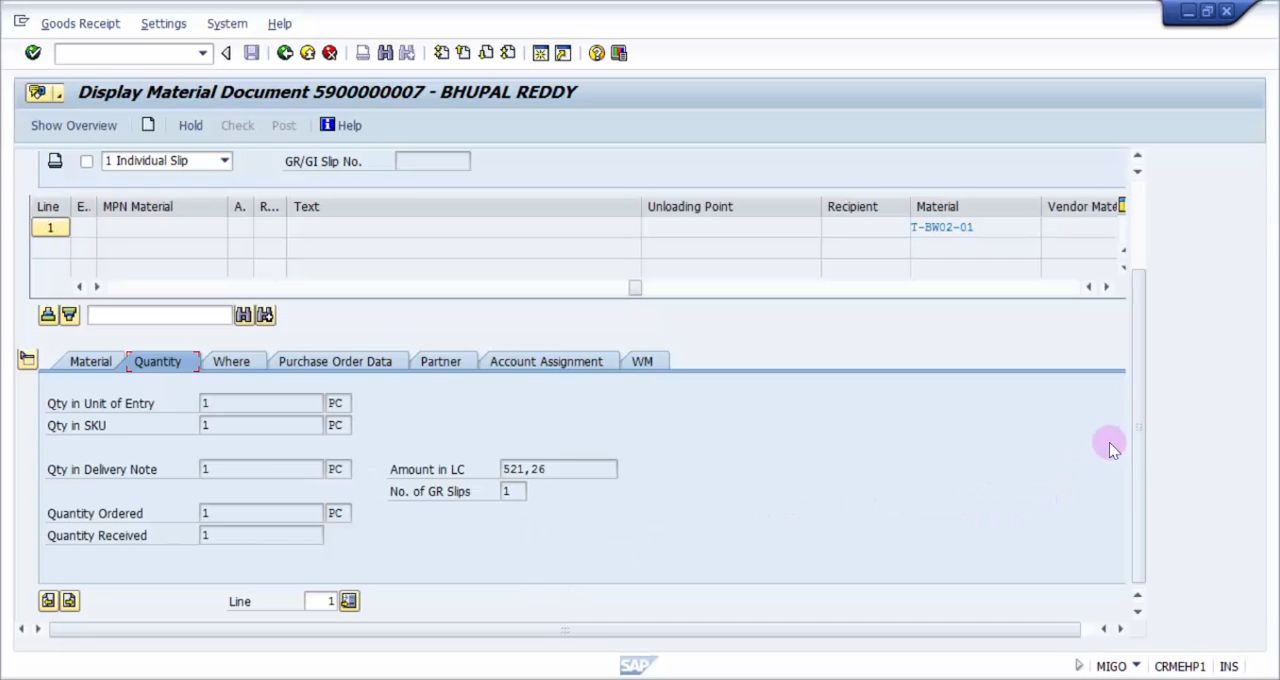 Goods Receipt Settings System Help
Display Material Document 5900000007 - BHUPAL REDDY
Show Overview Hold Check Post Help
1 Individual Slip GR/GI Slip No.
Line E.. MPN Material A. R... Text Unloading Point Recipient Material Vendor Mate
1 T-BW02-01
Material Quantity Where Purchase Order Data Partner Account Assignment WM
Qty in Unit of Entry 1 PC
Qty in SKU 1 PC
Qty in Delivery Note 1 PC Amount in LC 521,26
No. of GR Slips 1
Quantity Ordered 1 PC
Quantity Received 1
Line 1
SAP MIGO CRMEHP1 INS